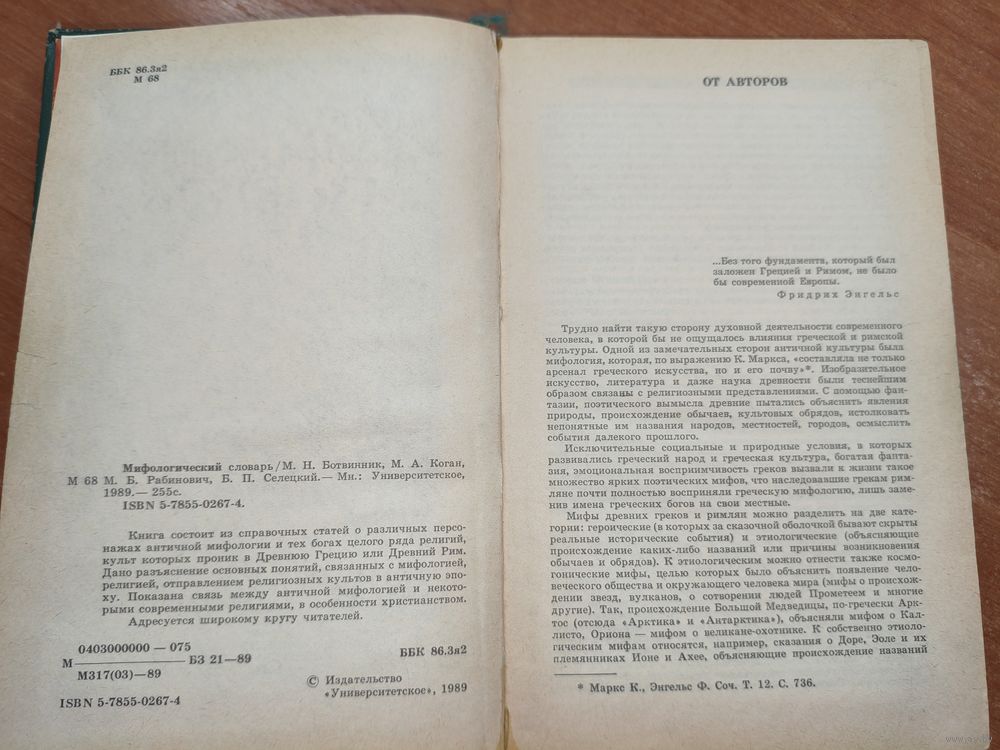 ББК 86.3я2
М 68
Мифологический словарь/М. Н. Ботвинник, М. А. Коган,
М 68 М. Б. Рабинович, Б. П. Селецкий.— Мн.: Университетское,
1989.— 255с.
ISBN 5-7855-0267-4.
Книга состоит из справочных статей о различных персо-
нажах античной мифологии и тех богах целого ряда религий,
культ которых проник в Древнюю Грецию или Древний Рим.
Дано разъяснение основных понятий, связанных с мифологией,
религией, отправлением религиозных культов в античную эпо-
ху. Показана связь между античной мифологией и некото-
рыми современными религиями, в особенности христианством.
Адресуется широкому кругу читателей.
0403000000 — 075
М
БЗ 21—89
М317(03)—89
ББК 86.3я2
ISBN 5-7855-0267-4
© Издательство
«Университетское», 1989
ОТ АВТОРОВ
...Без того фундамента, который был
заложен Грецией и Римом, не было
бы современной Европы.
Фридрих Энгельс
Трудно найти такую сторону духовной деятельности современного
человека, в которой бы не ощущалось влияния греческой и римской
культуры. Одной из замечательных сторон античной культуры была
мифология, которая, по выражению К. Маркса, «составляла не только
арсенал греческого искусства, но и его почву»*. Изобразительное
искусство, литература и даже наука древности были теснейшим
образом связаны с религиозными представлениями. С помощью фан-
тазии, поэтического вымысла древние пытались объяснить явления
природы, происхождение обычаев, культовых обрядов, истолковать
непонятные им названия народов, местностей, городов, осмыслить
события далекого прошлого.
Исключительные социальные и природные условия, в которых
развивались греческий народ и греческая культура, богатая фанта-
зия, эмоциональная восприимчивость греков вызвали к жизни такое
множество ярких поэтических мифов, что наследовавшие грекам рим-
ляне почти полностью восприняли греческую мифологию, лишь заме-
нив имена греческих богов на свои местные.
Мифы древних греков и римлян можно разделить на две кате-
гории: героические (в которых за сказочной оболочкой бывают скрыты
реальные исторические события) и этиологические (объясняющие
происхождение каких-либо названий или причины возникновения
обычаев и обрядов). К этиологическим можно отнести также космо-
гонические мифы, целью которых было объяснить появление чело-
веческого общества и окружающего человека мира (мифы о происхож-
дении звезд, вулканов, о сотворении людей Прометеем и многие
другие). Так, происхождение Большой Медведицы, по-гречески Арк-
тос (отсюда «Арктика» и «Антарктика»), объясняли мифом о Кал-
листо, Ориона — мифом о великане-охотнике. К собственно этиоло-
гическим мифам относятся, например, сказания о Доре, Эоле и их
племянниках Ионе и Ахее, объясняющие происхождение названий
* Маркс К., Энгельс Ф. Соч. Т. 12. С. 736.